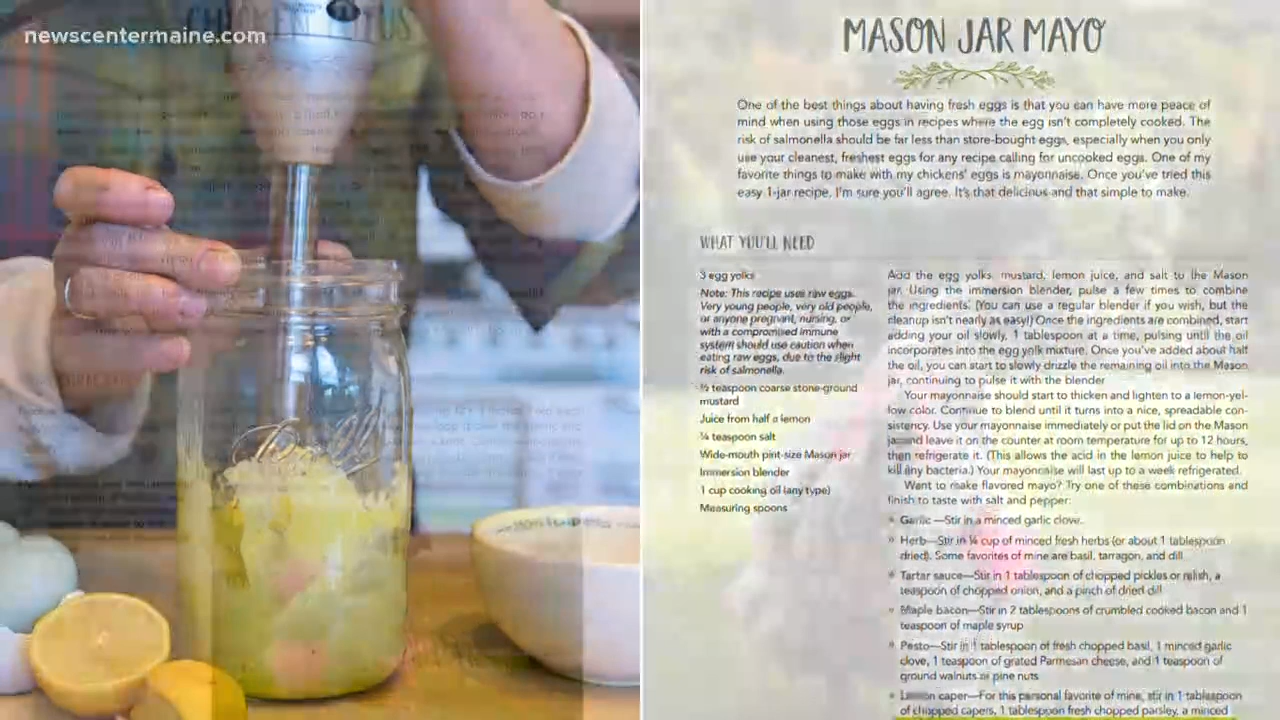 newscentermaine.com
MASON JAR MAYO
One of the best things about having fresh eggs is that you can have more peace of
mind when using those eggs in recipes where the egg isn't completely cooked. The
risk of salmonella should be far less than store-bought eggs, especially when you only
use your cleanest, freshest eggs for any recipe calling for uncooked eggs. One of my
favorite things to make with my chickens' eggs is mayonnaise. Once you've tried this
easy 1-jar recipe, I'm sure you'll agree. It's that delicious and that simple to make.
WHAT YOU'LL NEED
3 egg yolks
Note: This recipe uses raw eggs.
Very young people, very old people,
or anyone pregnant, nursing, or
with a compromised immune
system should use caution when
eating raw eggs, due to the slight
risk of salmonella.
½ teaspoon coarse stone-ground
mustard
Juice from half a lemon
¼ teaspoon salt
Wide-mouth pint-size Mason jar
Immersion blender
1 cup cooking oil (any type)
Measuring spoons
Add the egg yolks, mustard, lemon juice, and salt to the Mason
jar. Using the immersion blender, pulse a few times to combine
the ingredients. (You can use a regular blender if you wish, but the
cleanup isn't nearly as easy!) Once the ingredients are combined, start
adding your oil slowly, 1 tablespoon at a time, pulsing until the oil
incorporates into the egg yolk mixture. Once you've added about half
the oil, you can start to slowly drizzle the remaining oil into the Mason
jar, continuing to pulse it with the blender
Your mayonnaise should start to thicken and lighten to a lemon-yel-
low color. Continue to blend until it turns into a nice, spreadable con-
sistency. Use your mayonnaise immediately or put the lid on the Mason
jar and leave it on the counter at room temperature for up to 12 hours,
then refrigerate it. (This allows the acid in the lemon juice to help to
kill any bacteria.) Your mayonnaise will last up to a week refrigerated.
Want to make flavored mayo? Try one of these combinations and
finish to taste with salt and pepper:
Garlic—Stir in a minced garlic clove.
Herb—Stir in ¼ cup of minced fresh herbs (or about 1 tablespoon
dried). Some favorites of mine are basil, tarragon, and dill
Tartar sauce—Stir in 1 tablespoon of chopped pickles or relish, a
teaspoon of chopped onion, and a pinch of dried dill
Maple bacon—Stir in 2 tablespoons of crumbled cooked bacon and 1
teaspoon of maple syrup
Pesto—Stir in 1 tablespoon of fresh chopped basil, 1 minced garlic
clove, 1 teaspoon of grated Parmesan cheese, and 1 teaspoon of
ground walnuts or pine nuts
Lemon caper—For this personal favorite of mine, stir in 1 tablespoon
of chopped capers, 1 tablespoon fresh chopped parsley, a minced